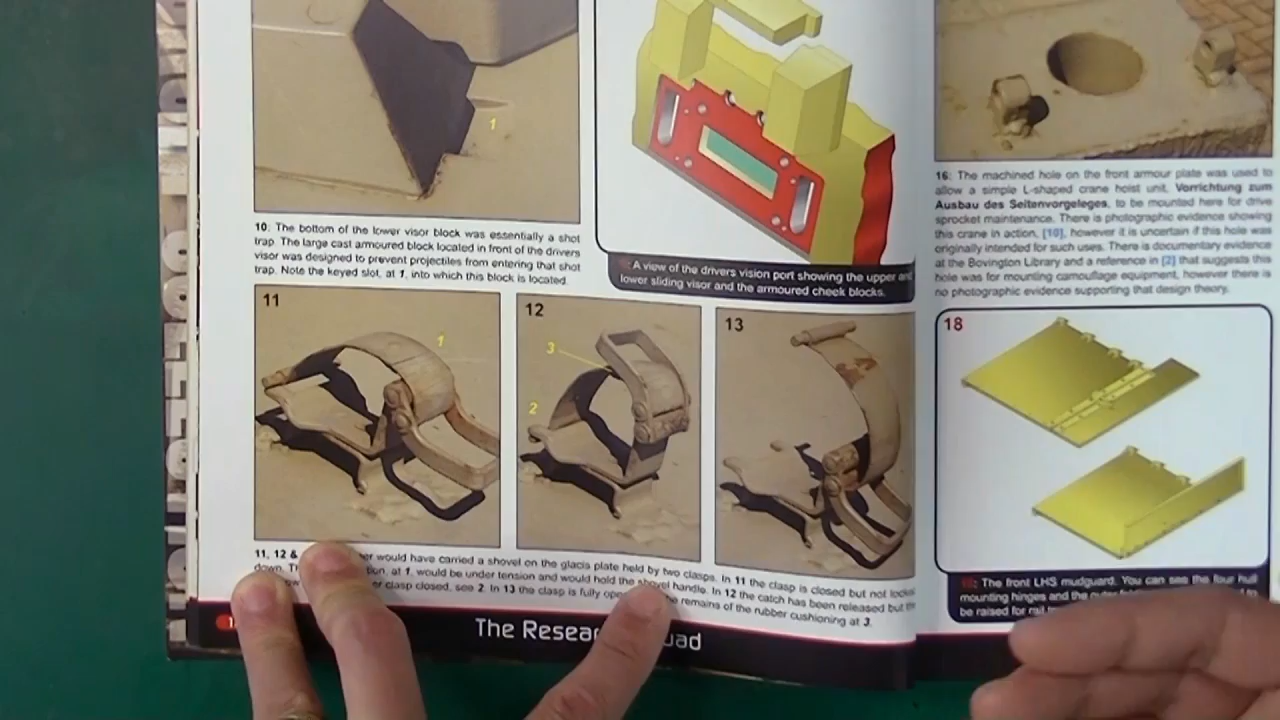 1
10: The bottom of the lower visor block was essentially a shot
trap. The large cast armoured block located in front of the drivers
visor was designed to prevent projectiles from entering that shot
trap. Note the keyed slot, at 1, into which this block is located.
A view of the drivers vision port showing the upper and
lower sliding visor and the armoured cheek blocks.
11
1
12
3
2
13
11, 12 & would have carried a shovel on the glacis plate held by two clasps. In 11 the clasp is closed but not locked
down. at 1, would be under tension and would hold the shovel handle. In 12 the catch has been released but the
clasp closed, see 2. In 13 the clasp is fully remains of the rubber cushioning at 3.
The Resear uad
16: The machined hole on the front armour plate was used to
allow a simple L-shaped crane hoist unit, Vorrichtung zum
Ausbau des Seitenvorgeleges, to be mounted here for drive
sprocket maintenance. There is photographic evidence showing
this crane in action, [10], however it is uncertain if this hole was
originally intended for such uses. There is documentary evidence
at the Bovington Library and a reference in [2] that suggests this
hole was for mounting camouflage equipment, however there is
no photographic evidence supporting that design theory.
18
: The front LHS mudguard. You can see the four hull
mounting hinges and the
be raised for rail